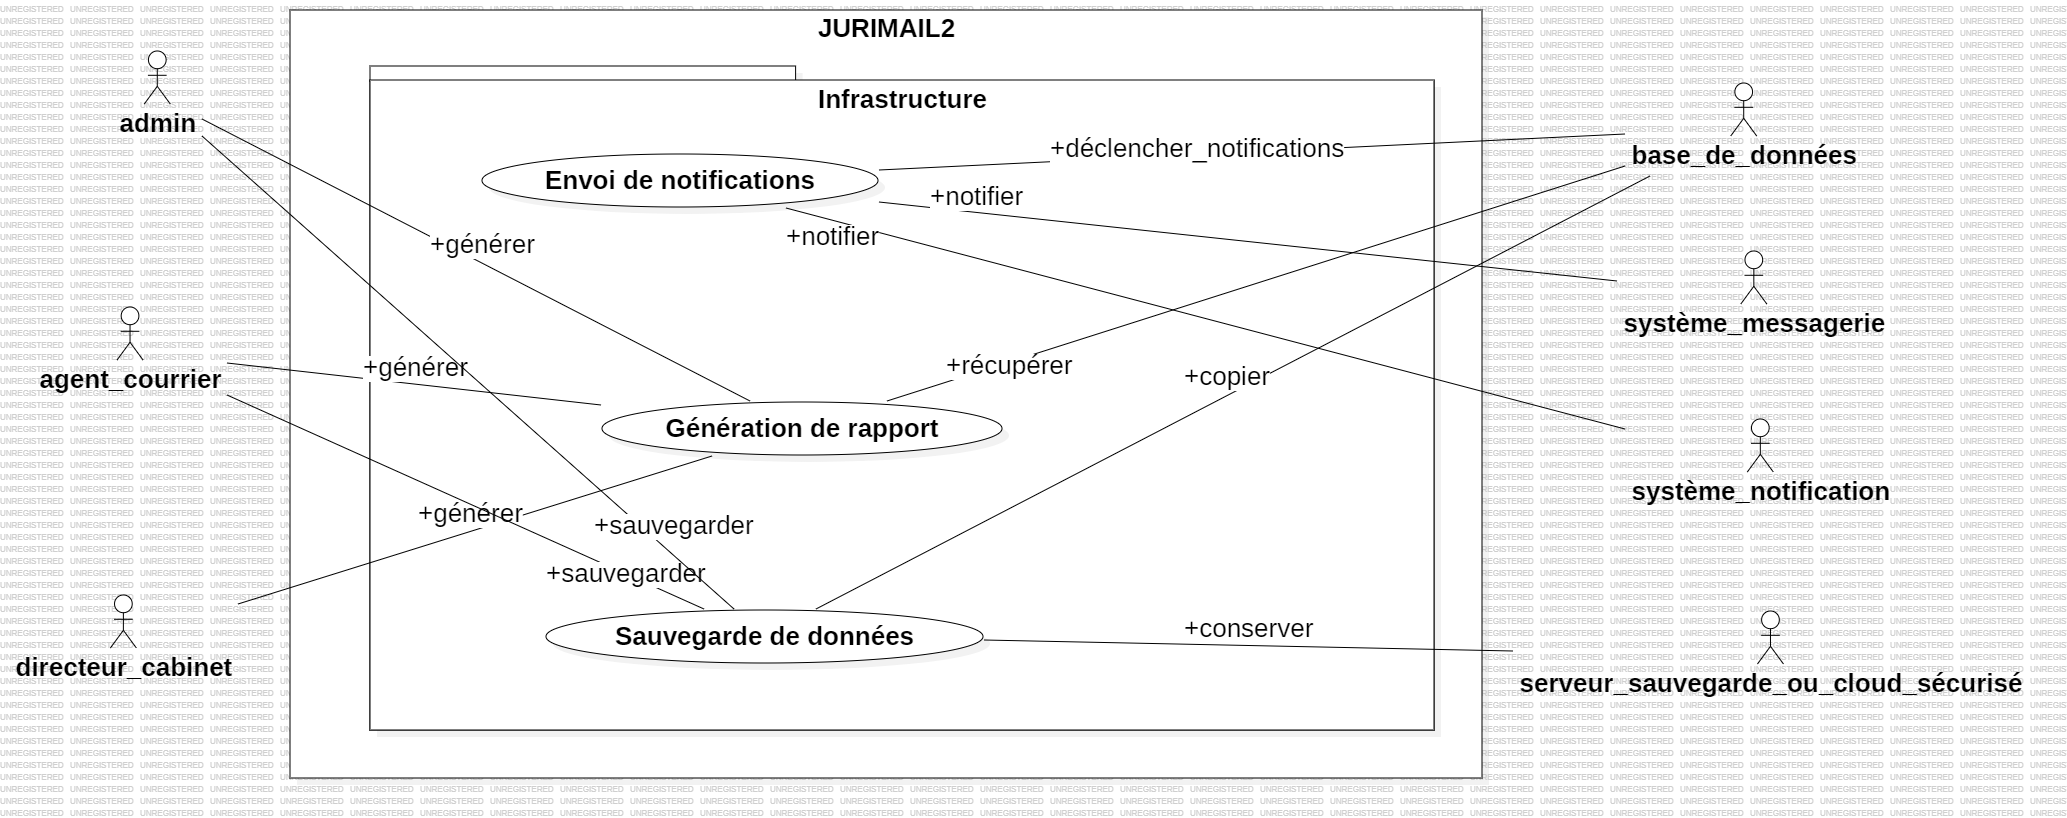 JURIMAIL2
Infrastructure
admin
+déclencher_notifications
base_de_données
Envoi de notifications
+notifier
+notifier
+générer
système_messagerie
+générer
+récupérer
+copier
agent_courrier
Génération de rapport
système_notification
+générer
+sauvegarder
+sauvegarder
Sauvegarde de données
+conserver
directeur_cabinet
serveur_sauvegarde_ou_cloud_sécurisé
UNREGISTERED